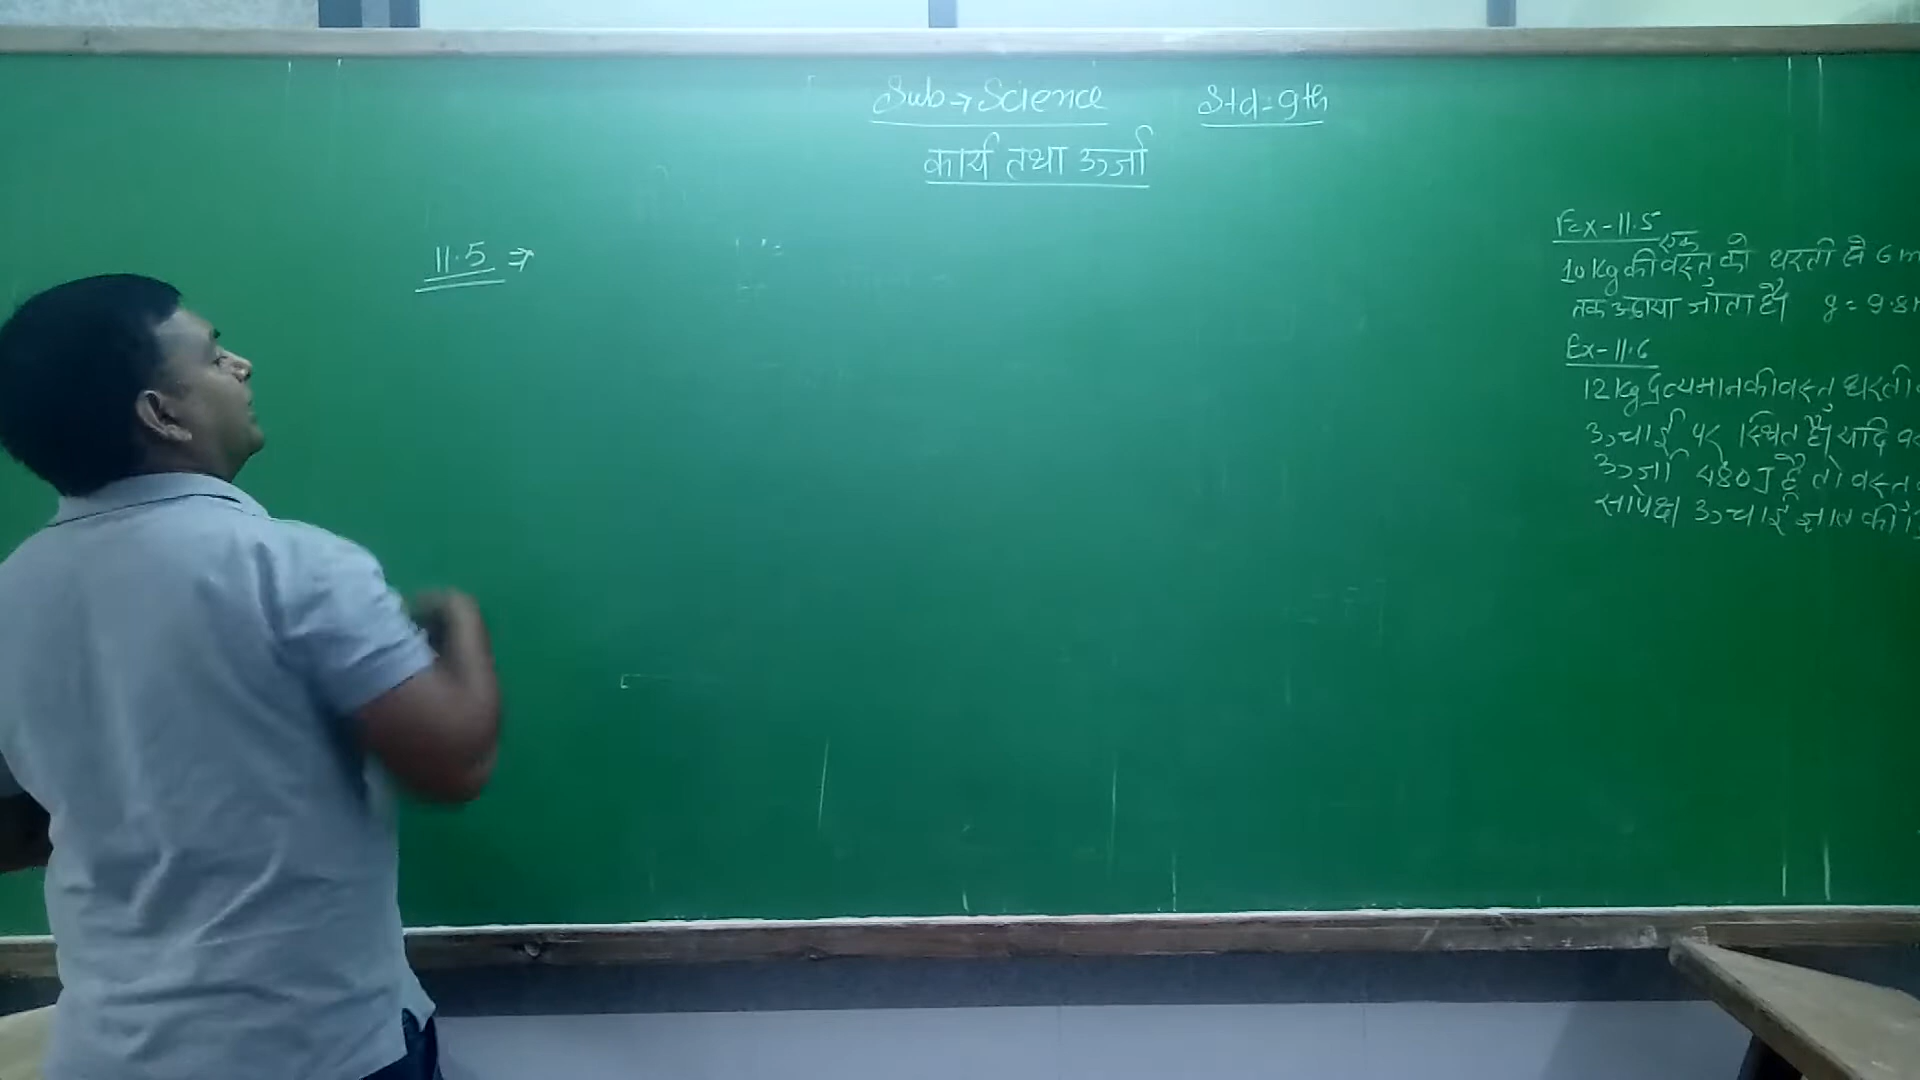 Sub → Science Std = 9th
कार्य तथा ऊर्जा
11.5 ⇒
Ex - 11.5
एक
10 Kg की वस्तु को धरती से 6 m
तक उठाया जाता है। g = 9.8
Ex - 11.6
12 Kg द्रव्यमान की वस्तु धरती
ऊंचाई पर स्थित है। यदि
ऊर्जा 480 J है तो वस्तु
सापेक्ष ऊंचाई ज्ञात की